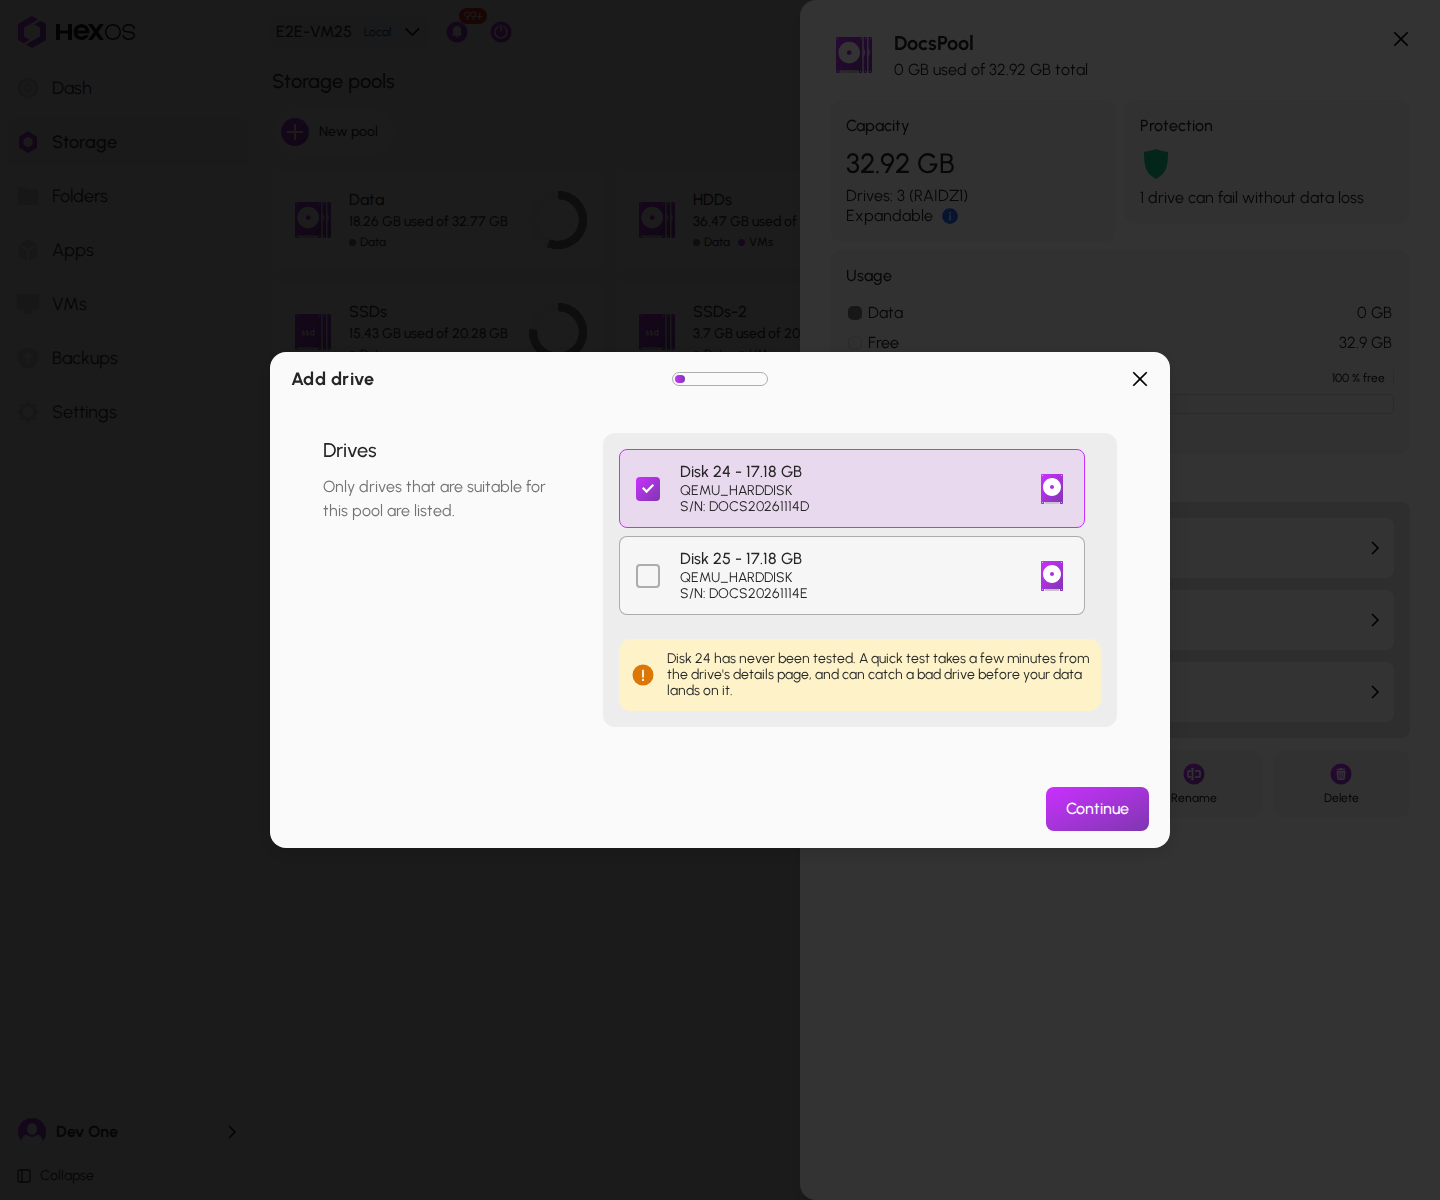 HEXOS
E2E-VM25 Local
99+
Dash
Storage
Folders
Apps
VMs
Backups
Settings
Storage pools
New pool
Data
18.26 GB used of 32.77 GB
Data
HDDs
36.47 GB used of
Data VMs
SSDs
15.43 GB used of 20.28 GB
SSDs-2
3.7 GB used of 20
DocsPool
0 GB used of 32.92 GB total
Capacity
32.92 GB
Drives: 3 (RAIDZ1)
Expandable
Protection
1 drive can fail without data loss
Usage
Data 0 GB
Free 32.9 GB
100 % free
Add drive
Drives
Only drives that are suitable for
this pool are listed.
Disk 24 - 17.18 GB
QEMU_HARDDISK
S/N: DOCS20261114D
Disk 25 - 17.18 GB
QEMU_HARDDISK
S/N: DOCS20261114E
Disk 24 has never been tested. A quick test takes a few minutes from
the drive's details page, and can catch a bad drive before your data
lands on it.
Continue
Rename
Delete
Dev One
Collapse